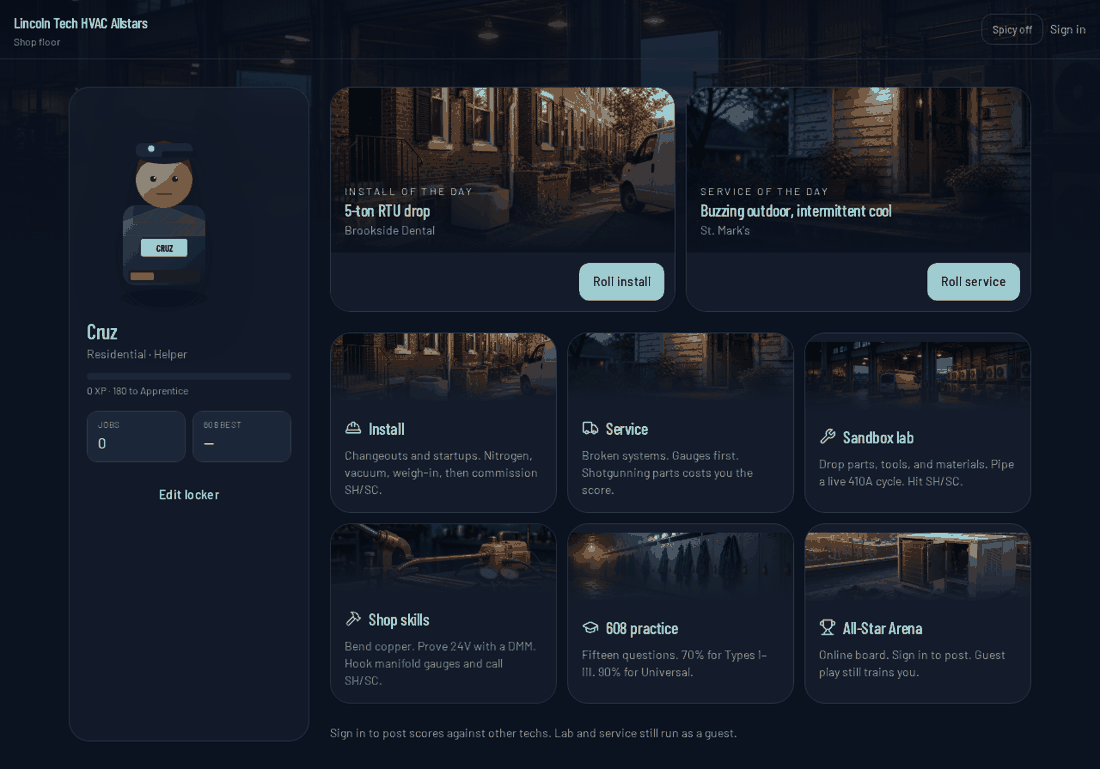 Lincoln Tech HVAC Allstars
Shop floor
Spicy off
Sign in
CRUZ
Cruz
Residential · Helper
0 XP · 180 to Apprentice
JOBS
0
608 BEST
—
Edit locker
INSTALL OF THE DAY
5-ton RTU drop
Brookside Dental
Roll install
SERVICE OF THE DAY
Buzzing outdoor, intermittent cool
St. Mark's
Roll service
Install
Changeouts and startups. Nitrogen,
vacuum, weigh-in, then commission
SH/SC.
Service
Broken systems. Gauges first.
Shotgunning parts costs you the
score.
Sandbox lab
Drop parts, tools, and materials. Pipe
a live 410A cycle. Hit SH/SC.
Shop skills
Bend copper. Prove 24V with a DMM.
Hook manifold gauges and call
SH/SC.
608 practice
Fifteen questions. 70% for Types I–
III. 90% for Universal.
All-Star Arena
Online board. Sign in to post. Guest
play still trains you.
Sign in to post scores against other techs. Lab and service still run as a guest.